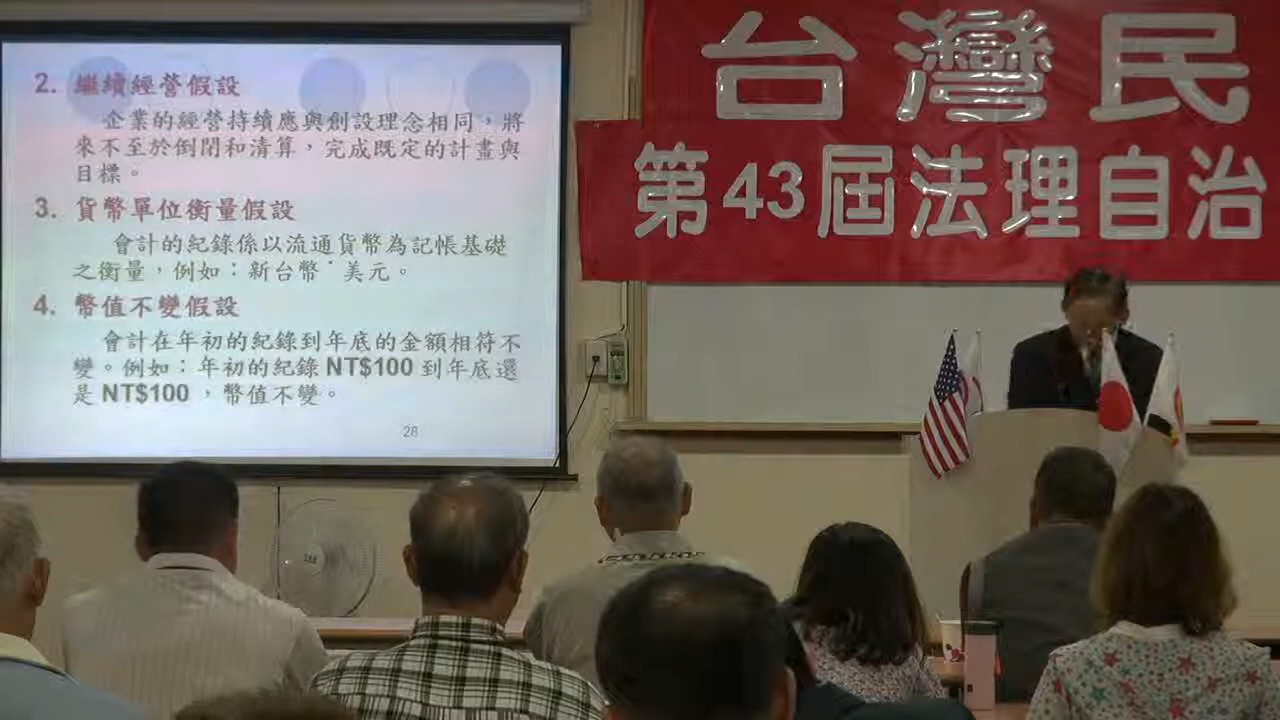 2. 繼續經營假設
企業的經營持續應與創設理念相同，將
來不至於倒閉和清算，完成既定的計畫與
目標。
3. 貨幣單位衡量假設
會計的紀錄係以流通貨幣為記帳基礎
之衡量，例如：新台幣、美元。
4. 幣值不變假設
會計在年初的紀錄到年底的金額相符不
變。例如：年初的紀錄 NT$100 到年底還
是 NT$100 ，幣值不變。
28
台灣民
第43屆法理自治